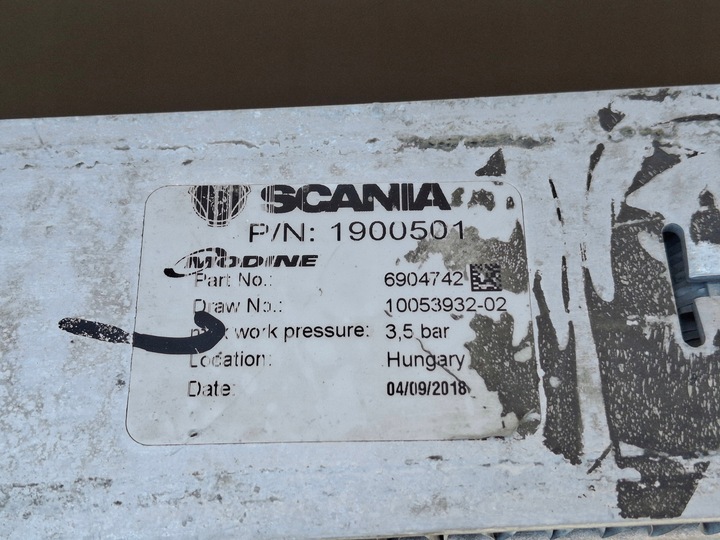 SCANIA
P/N: 1900501
MODINE
Part No.: 6904742
Draw No.: 10053932-02
work pressure: 3,5 bar
Location: Hungary
Date: 04/09/2018